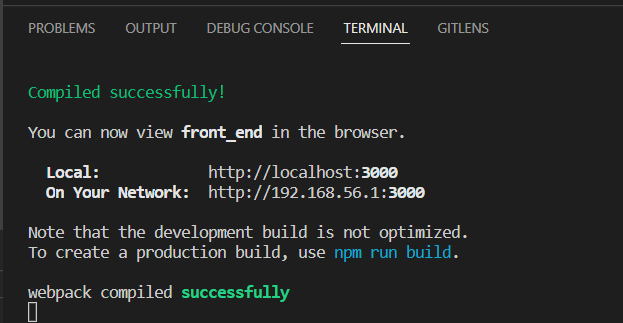 PROBLEMS OUTPUT DEBUG CONSOLE TERMINAL GITLENS
Compiled successfully!
You can now view front_end in the browser.
Local: http://localhost:3000
On Your Network: http://192.168.56.1:3000
Note that the development build is not optimized.
To create a production build, use npm run build.
webpack compiled successfully